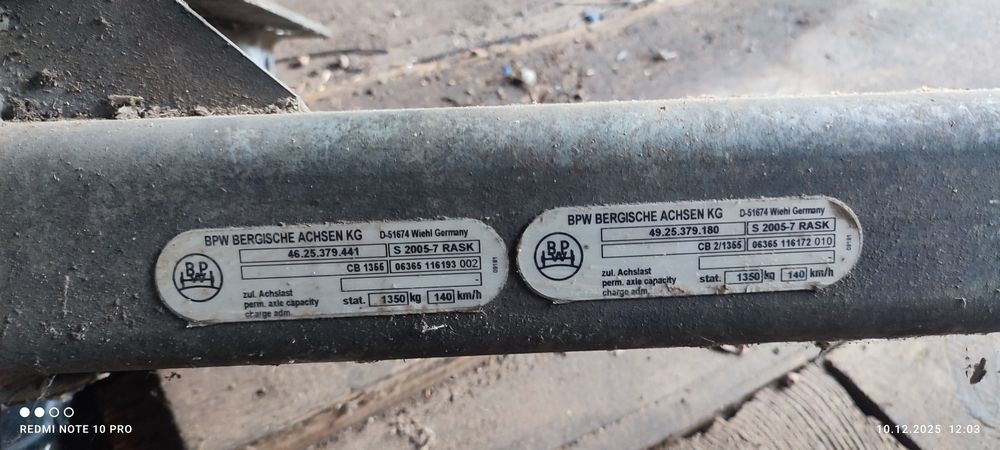 BPW BERGISCHE ACHSEN KG D-51674 Wiehl Germany
46.25.379.441 S 2005-7 RASK
CB 1355 06365 116193 002
zul. Achslast
perm. axle capacity
charge adm.
stat. 1350 kg 140 km/h
09181
BPW
BPW BERGISCHE ACHSEN KG D-51674 Wiehl Germany
49.25.379.180 S 2005-7 RASK
CB 2/1355 06365 116172 010
zul. Achslast
perm. axle capacity
charge adm.
stat. 1350 kg 140 km/h
09181
REDMI NOTE 10 PRO
10.12.2025 12:03